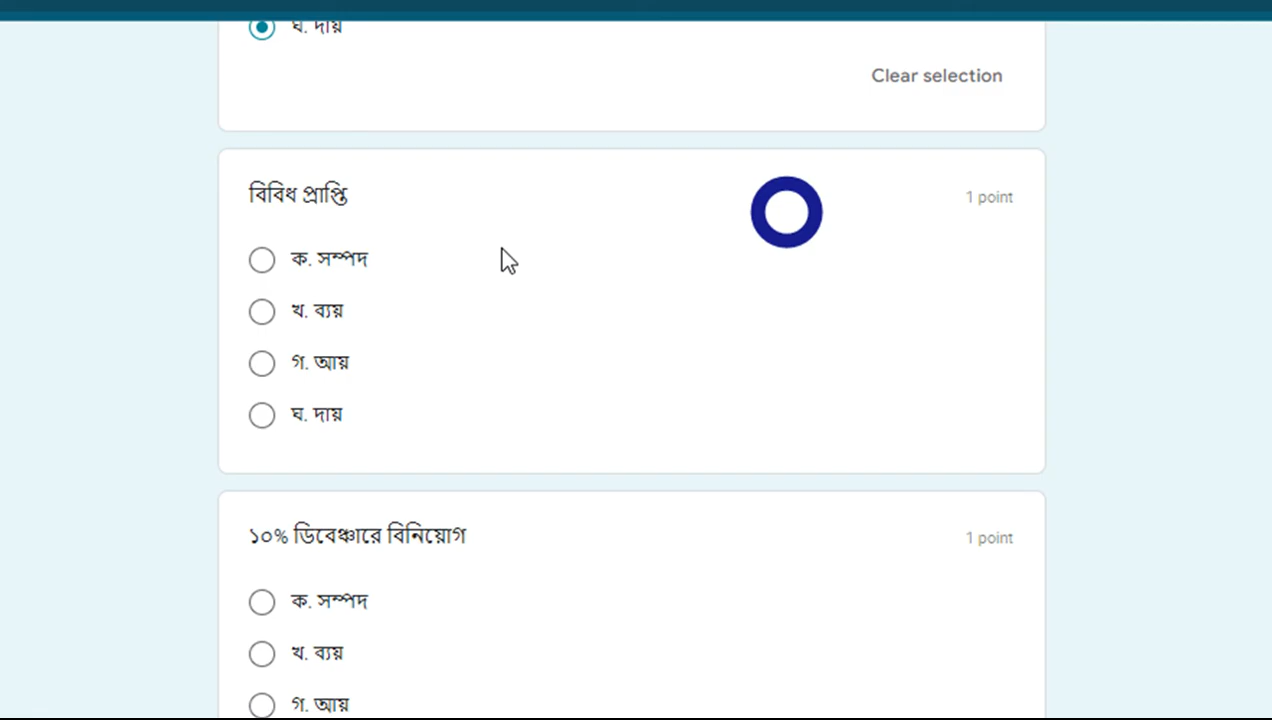 ঘ. দায়
Clear selection
বিবিধ প্রাপ্তি
1 point
ক. সম্পদ
খ. ব্যয়
গ. আয়
ঘ. দায়
১০% ডিবেঞ্চারে বিনিয়োগ
1 point
ক. সম্পদ
খ. ব্যয়
গ. আয়